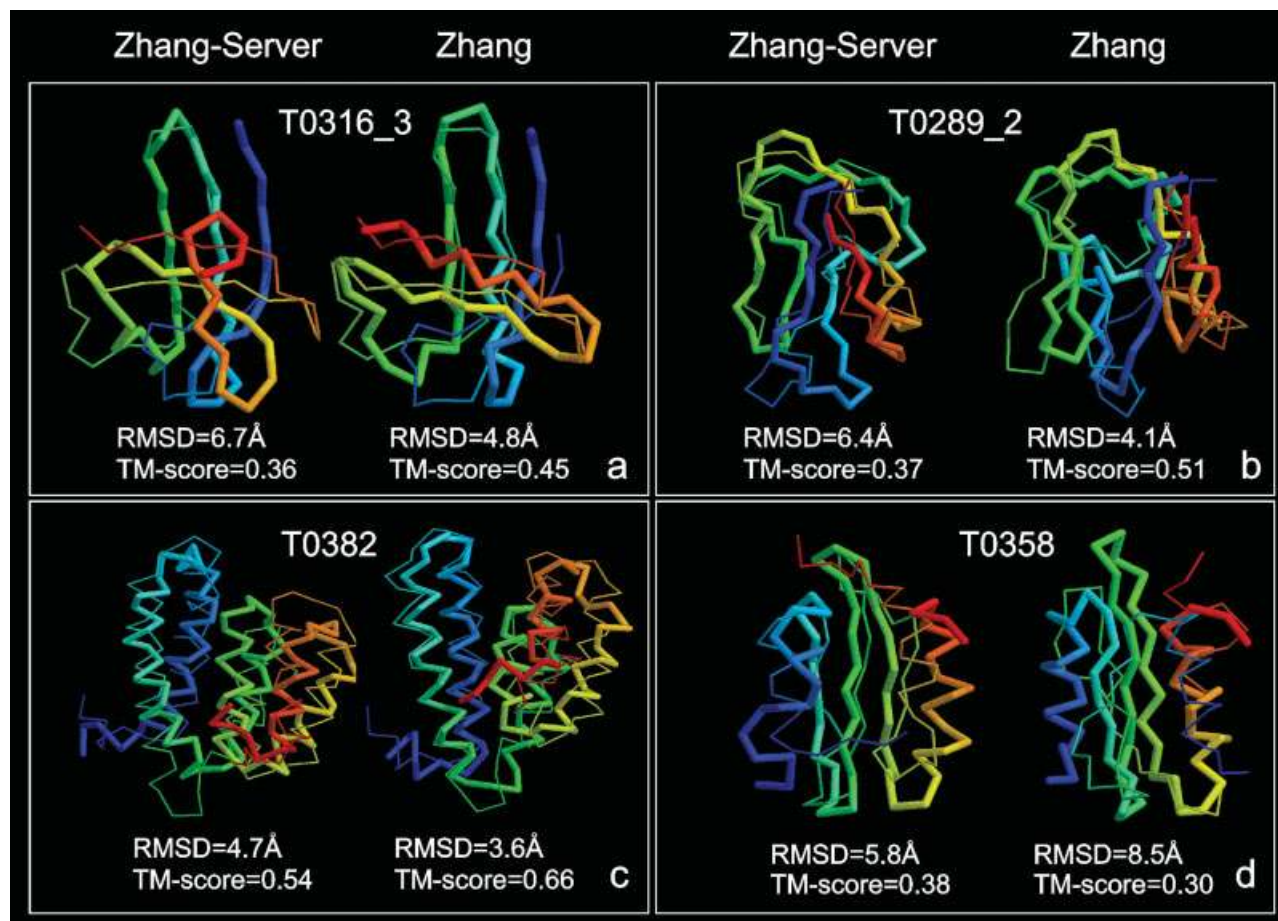 Zhang-Server Zhang Zhang-Server Zhang
T0316_3
RMSD=6.7Å RMSD=4.8Å
TM-score=0.36 TM-score=0.45 a
T0289_2
RMSD=6.4Å RMSD=4.1Å
TM-score=0.37 TM-score=0.51 b
T0382
RMSD=4.7Å RMSD=3.6Å
TM-score=0.54 TM-score=0.66 c
T0358
RMSD=5.8Å RMSD=8.5Å
TM-score=0.38 TM-score=0.30 d